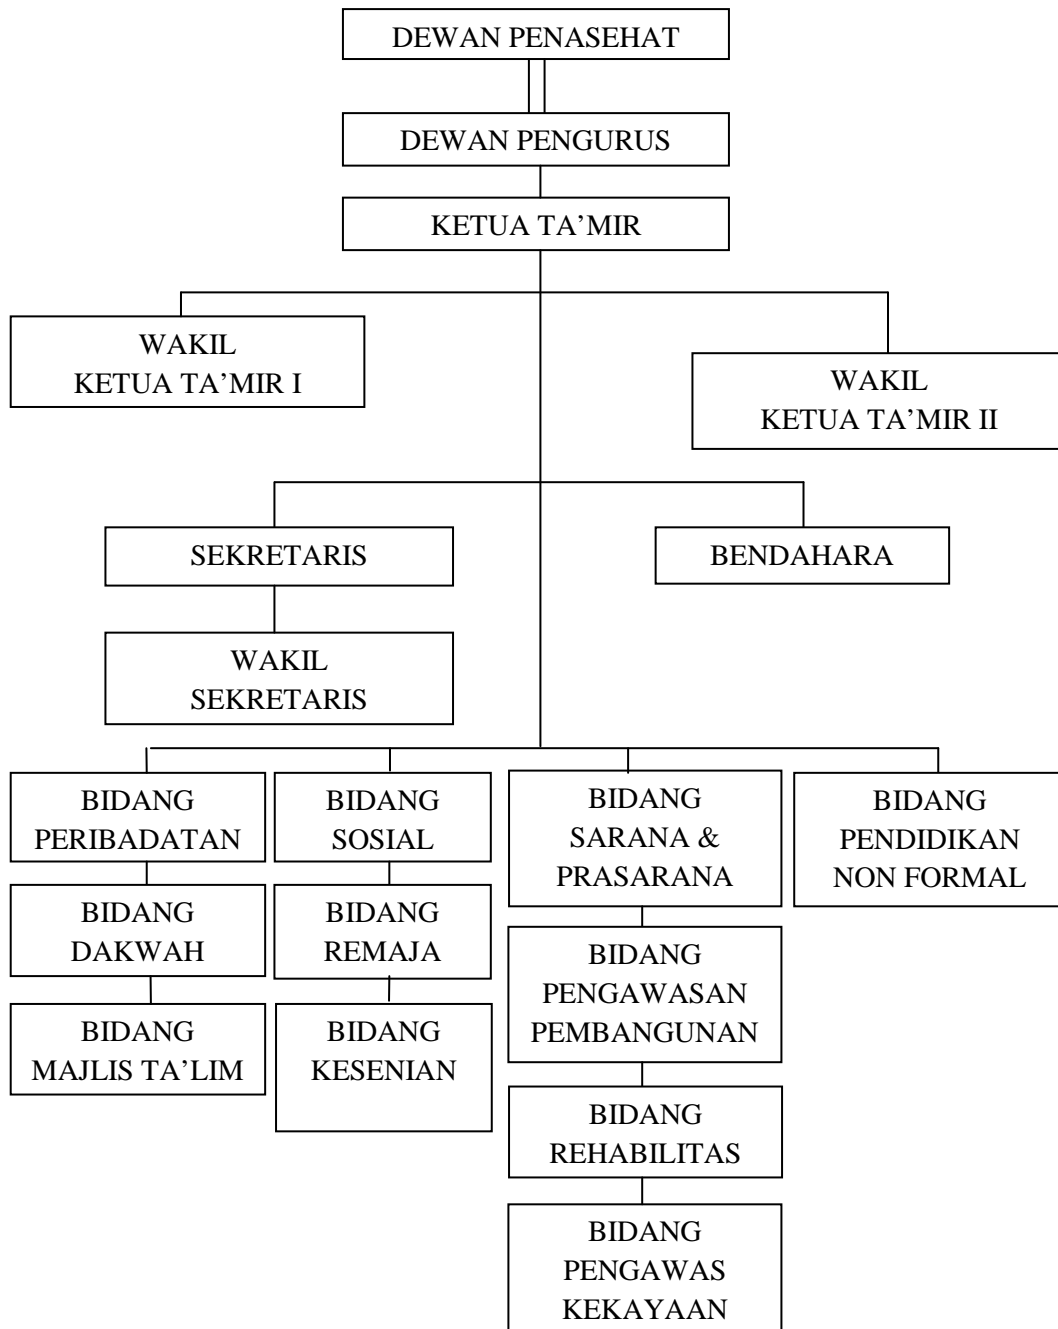 DEWAN PENASEHAT
DEWAN PENGURUS
KETUA TA’MIR
WAKIL
KETUA TA’MIR I
WAKIL
KETUA TA’MIR II
SEKRETARIS
BENDAHARA
WAKIL
SEKRETARIS
BIDANG
PERIBADATAN
BIDANG
SOSIAL
BIDANG
SARANA &
PRASARANA
BIDANG
PENDIDIKAN
NON FORMAL
BIDANG
DAKWAH
BIDANG
REMAJA
BIDANG
PENGAWASAN
PEMBANGUNAN
BIDANG
MAJLIS TA’LIM
BIDANG
KESENIAN
BIDANG
REHABILITAS
BIDANG
PENGAWAS
KEKAYAAN